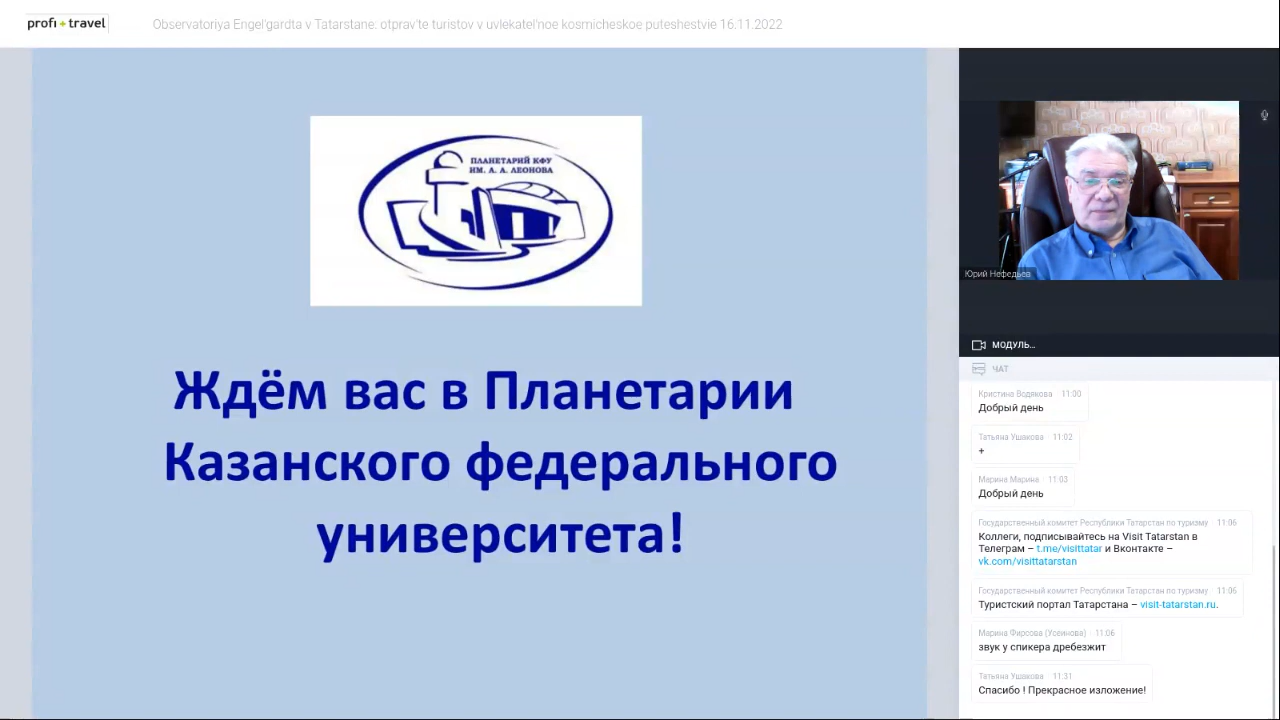 profi travel
Observatoriya Engel'gardta v Tatarstane: otprav'te turistov v uvlekatel'noe kosmicheskoe puteshestvie 16.11.2022
ПЛАНЕТАРИЙ КФУ
ИМ. А. А. ЛЕОНОВА
Ждём вас в Планетарии
Казанского федерального
университета!
Юрий Нефедьев
МОДУЛЬ...
ЧАТ
Кристина Водякова 11:00
Добрый день
Татьяна Ушакова 11:02
+
Марина Марина 11:03
Добрый день
Государственный комитет Республики Татарстан по туризму 11:06
Коллеги, подписывайтесь на Visit Tatarstan в
Телеграм – t.me/visittatar и Вконтакте –
vk.com/visittatarstan
Государственный комитет Республики Татарстан по туризму 11:06
Туристский портал Татарстана – visit-tatarstan.ru.
Марина Фирсова (Усеинова) 11:06
звук у спикера дребезжит
Татьяна Ушакова 11:31
Спасибо ! Прекрасное изложение!